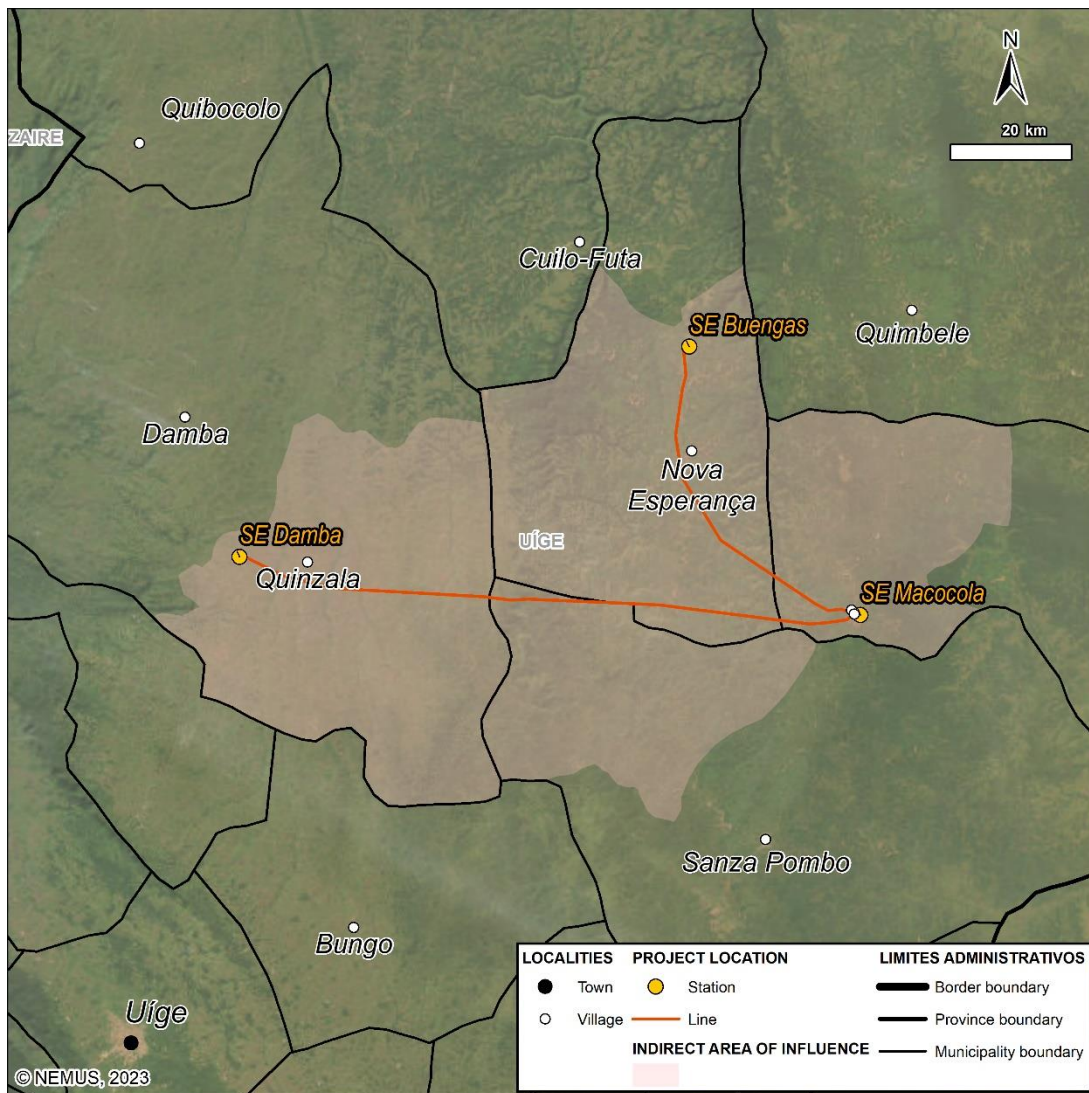 N
20 km
Quibocolo
ZAIRE
Cuilo-Futa
SE Buengas
Quimbele
Damba
Nova
Esperança
SE Damba
UÍGE
Quinzala
SE Macocola
Sanza Pombo
Bungo
Uíge
LOCALITIES
Town
Village
PROJECT LOCATION
Station
Line
INDIRECT AREA OF INFLUENCE
LIMITES ADMINISTRATIVOS
Border boundary
Province boundary
Municipality boundary
© NEMUS, 2023